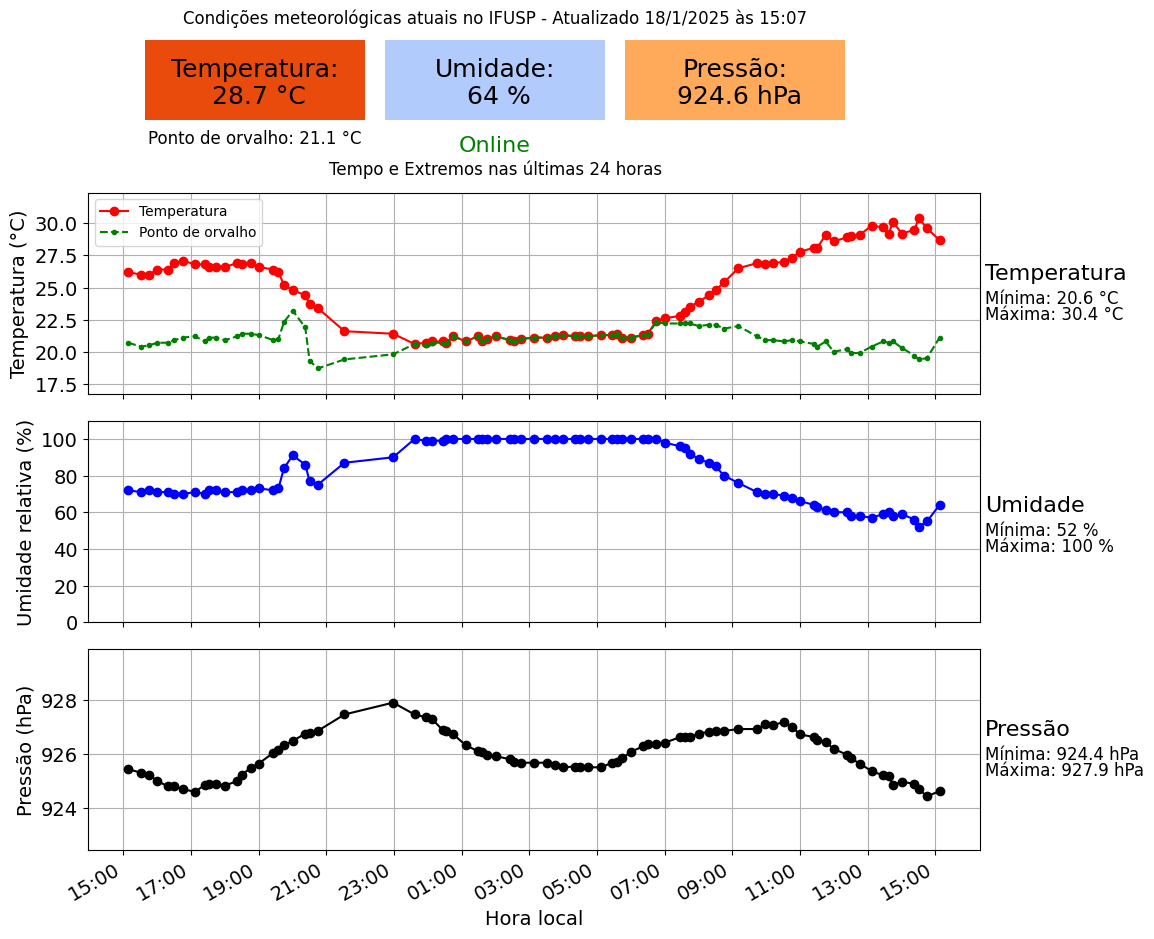 Condições meteorológicas atuais no IFUSP - Atualizado 18/1/2025 às 15:07
Temperatura:
28.7 °C
Umidade:
64 %
Pressão:
924.6 hPa
Ponto de orvalho: 21.1 °C
Online
Tempo e Extremos nas últimas 24 horas
Temperatura (°C)
30.0
27.5
25.0
22.5
20.0
17.5
Temperatura
Ponto de orvalho
Temperatura
Mínima: 20.6 °C
Máxima: 30.4 °C
Umidade relativa (%)
100
80
60
40
20
0
Umidade
Mínima: 52 %
Máxima: 100 %
Pressão (hPa)
928
926
924
Pressão
Mínima: 924.4 hPa
Máxima: 927.9 hPa
15:00 17:00 19:00 21:00 23:00 01:00 03:00 05:00 07:00 09:00 11:00 13:00 15:00
Hora local